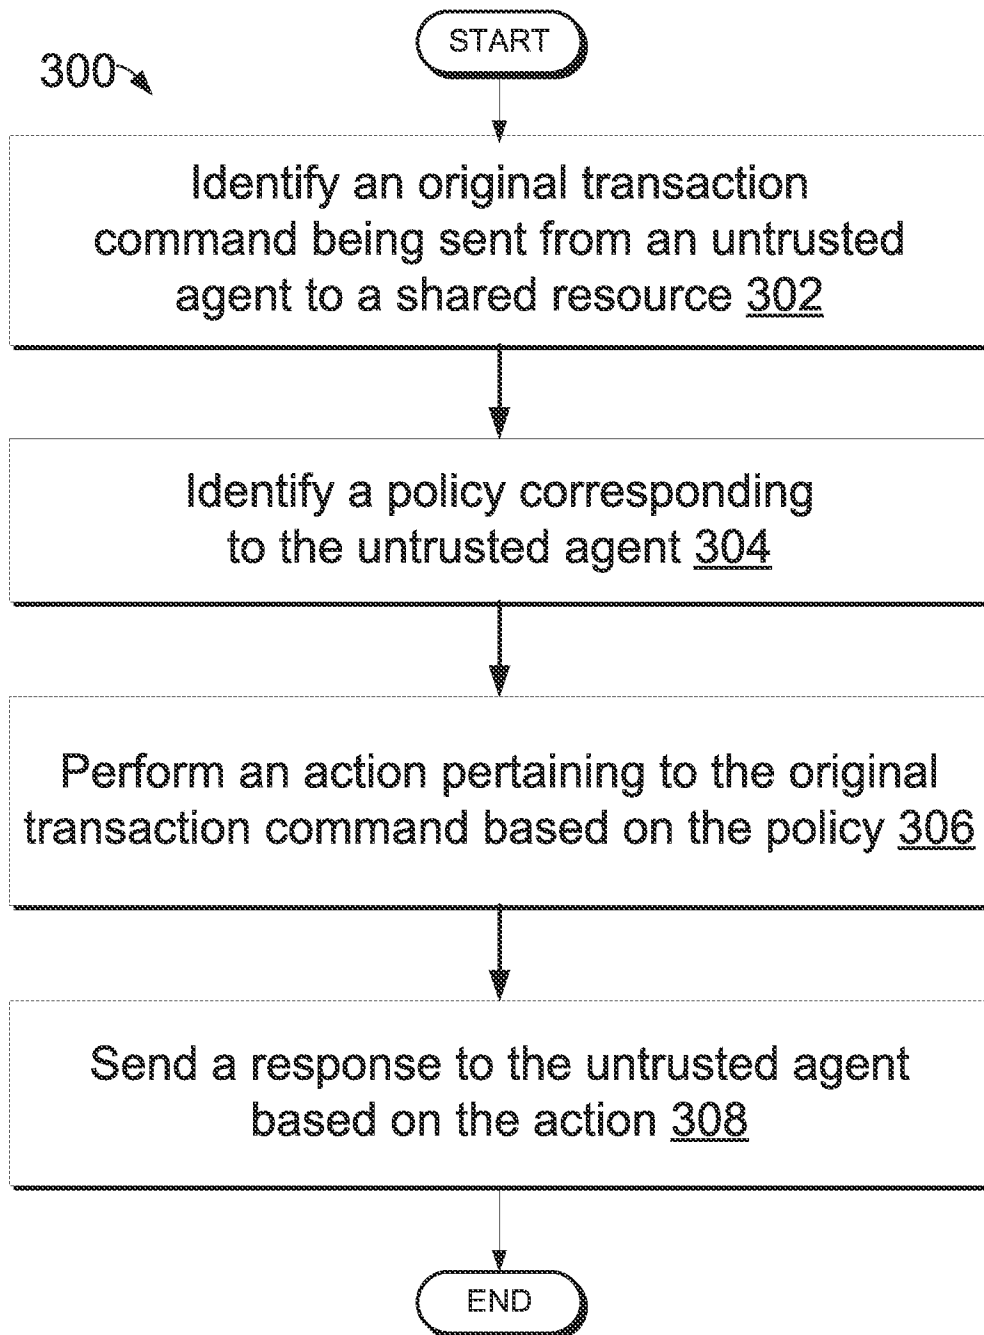 START
300
Identify an original transaction
command being sent from an untrusted
agent to a shared resource 302
Identify a policy corresponding
to the untrusted agent 304
Perform an action pertaining to the original
transaction command based on the policy 306
Send a response to the untrusted agent
based on the action 308
END